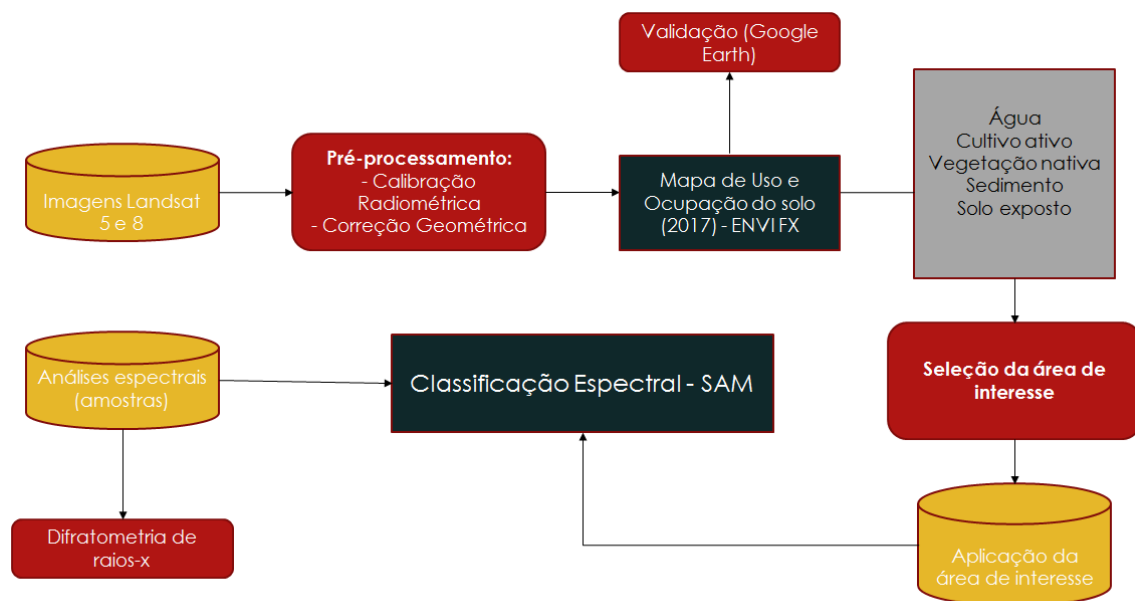 Validação (Google
Earth)
Imagens Landsat
5 e 8
Pré-processamento:
- Calibração
Radiométrica
- Correção Geométrica
Mapa de Uso e
Ocupação do solo
(2017) - ENVI FX
Água
Cultivo ativo
Vegetação nativa
Sedimento
Solo exposto
Análises espectrais
(amostras)
Classificação Espectral - SAM
Seleção da área de
interesse
Difratometria de
raios-x
Aplicação da
área de interesse